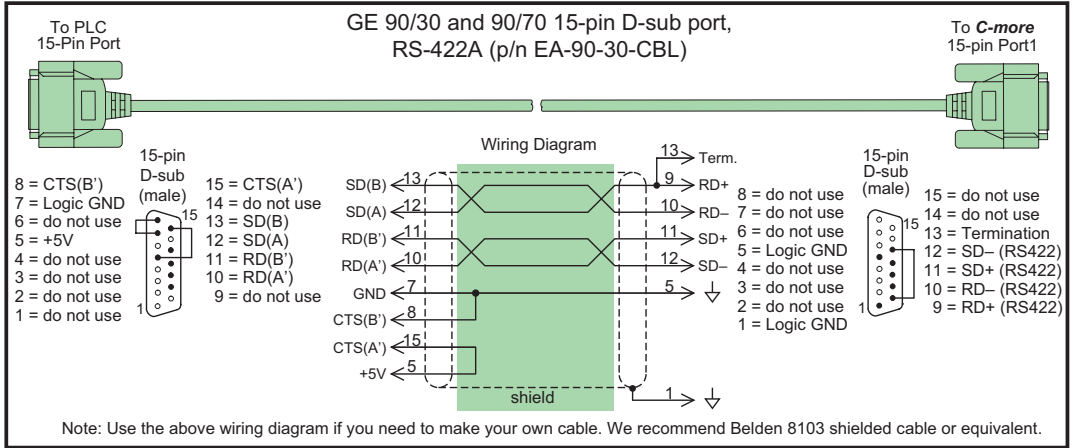 GE 90/30 and 90/70 15-pin D-sub port,
RS-422A (p/n EA-90-30-CBL)
To PLC
15-Pin Port
To C-more
15-pin Port1
15-pin
D-sub
(male)
8 = CTS(B’)
7 = Logic GND
6 = do not use
5 = +5V
4 = do not use
3 = do not use
2 = do not use
1 = do not use
15 = CTS(A’)
14 = do not use
13 = SD(B)
12 = SD(A)
11 = RD(B’)
10 = RD(A’)
9 = do not use
15
1
Wiring Diagram
13 Term.
SD(B) 13 9 RD+
SD(A) 12 10 RD–
RD(B’) 11 11 SD+
RD(A’) 10 12 SD–
GND 7 5
CTS(B’) 8
CTS(A’) 15
+5V 5
shield
1
15-pin
D-sub
(male)
8 = do not use
7 = do not use
6 = do not use
5 = Logic GND
4 = do not use
3 = do not use
2 = do not use
1 = Logic GND
15
1
15 = do not use
14 = do not use
13 = Termination
12 = SD– (RS422)
11 = SD+ (RS422)
10 = RD– (RS422)
9 = RD+ (RS422)
Note: Use the above wiring diagram if you need to make your own cable. We recommend Belden 8103 shielded cable or equivalent.